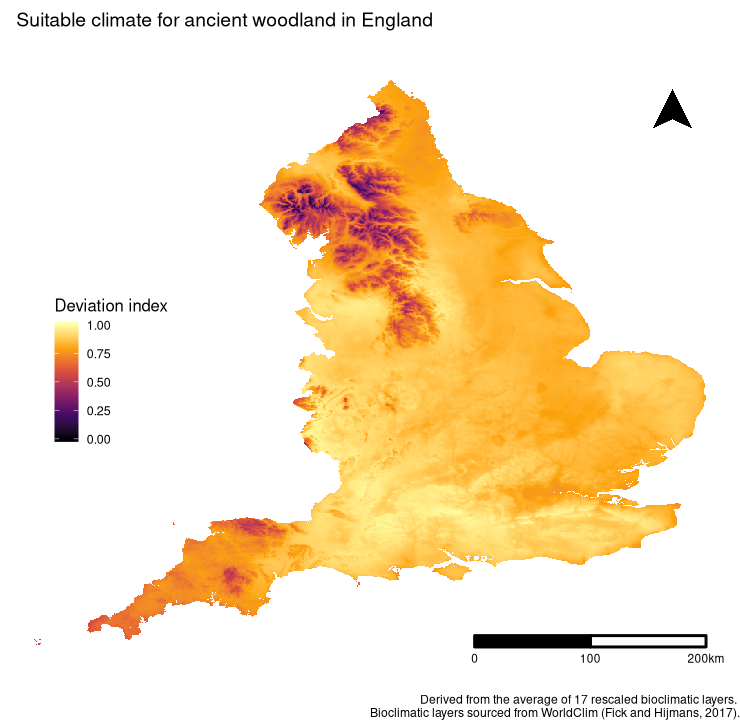 Suitable climate for ancient woodland in England
Deviation index
1.00
0.75
0.50
0.25
0.00
0 100 200km
Derived from the average of 17 rescaled bioclimatic layers.
Bioclimatic layers sourced from WorldClim (Fick and Hijmans, 2017).